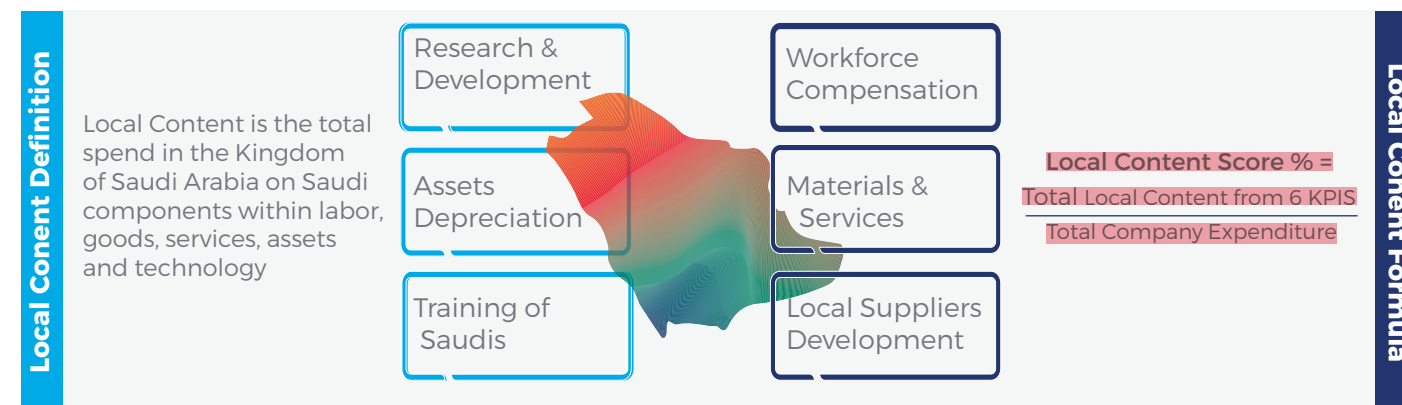 Local Conent Definition
Local Content is the total
spend in the Kingdom
of Saudi Arabia on Saudi
components within labor,
goods, services, assets
and technology
Research &
Development
Assets
Depreciation
Training of
Saudis
Workforce
Compensation
Materials &
Services
Local Suppliers
Development
Local Content Score % =
Total Local Content from 6 KPIS
Total Company Expenditure
Local Conent Formula